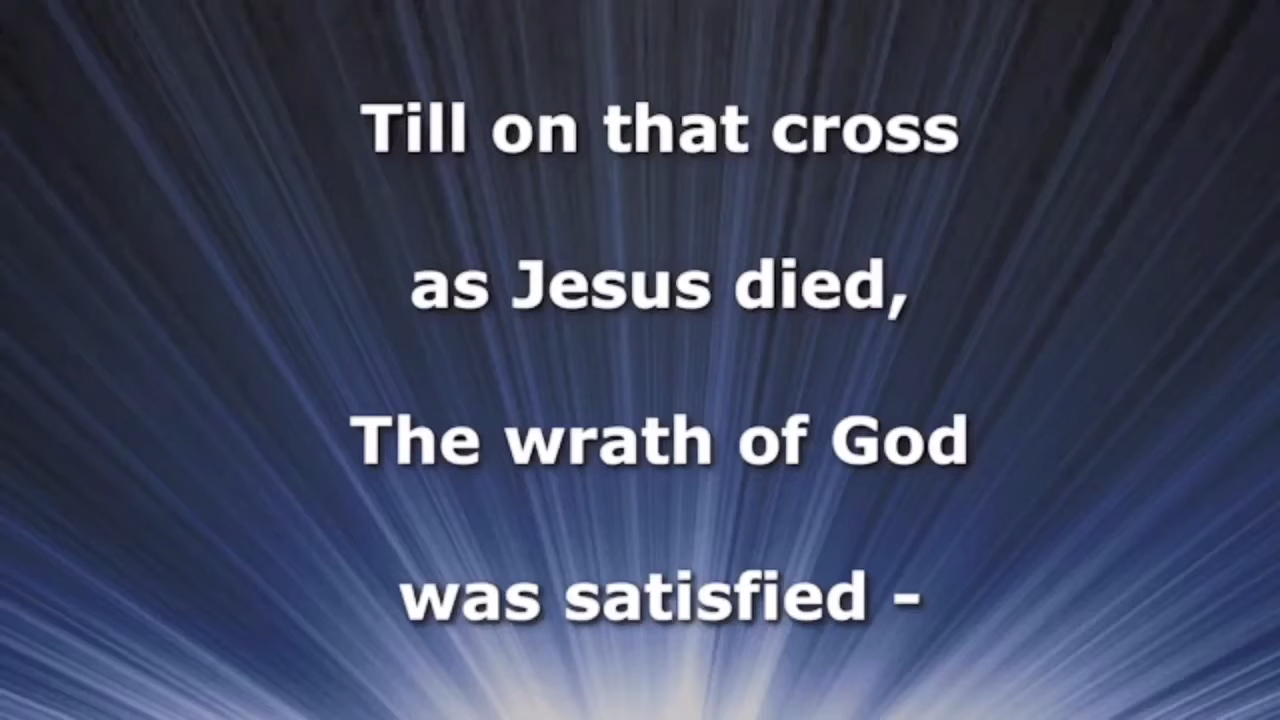 Till on that cross
as Jesus died,
The wrath of God
was satisfied -